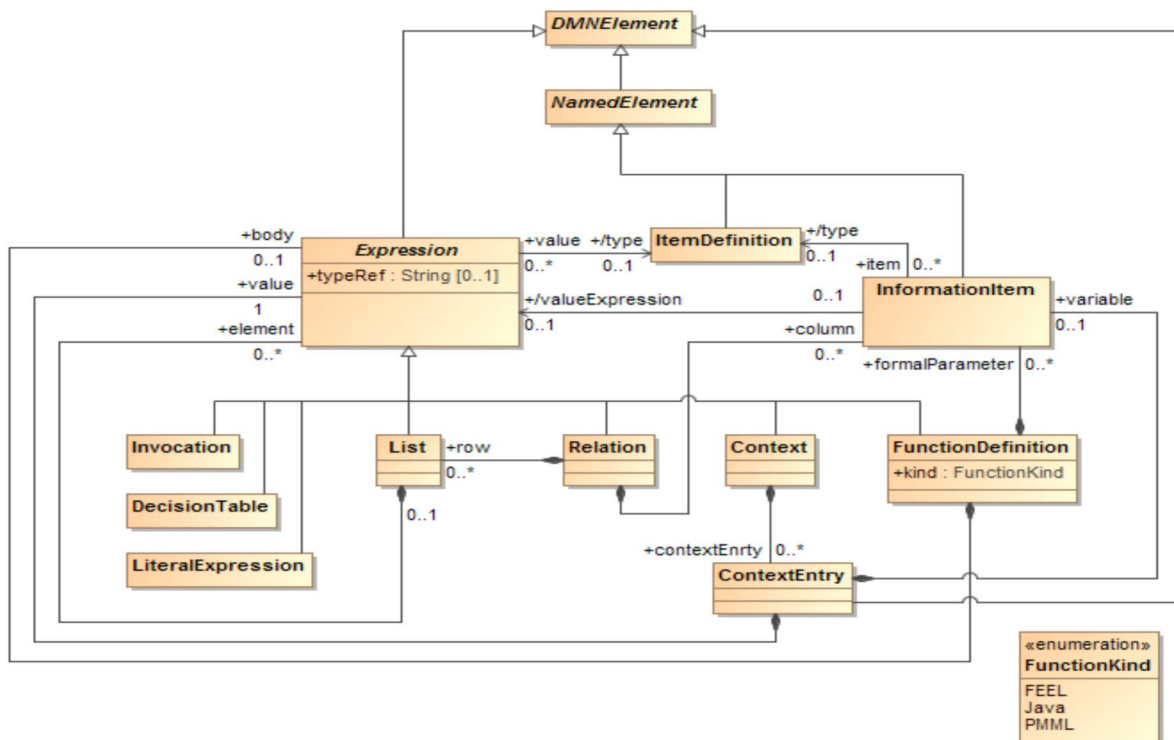 DMNElement
NamedElement
+body
0..1
Expression
+typeRef : String [0..1]
+value
0..*
+/type
0..1
ItemDefinition
+/type
0..1
+item
0..*
InformationItem
+value
1
+/valueExpression
0..1
0..1
+variable
0..1
+element
0..*
+column
0..*
+formalParameter
0..*
Invocation
List
+row
0..*
Relation
Context
FunctionDefinition
+kind : FunctionKind
DecisionTable
0..1
LiteralExpression
+contextEnrty
0..*
ContextEntry
«enumeration»
FunctionKind
FEEL
Java
PMML